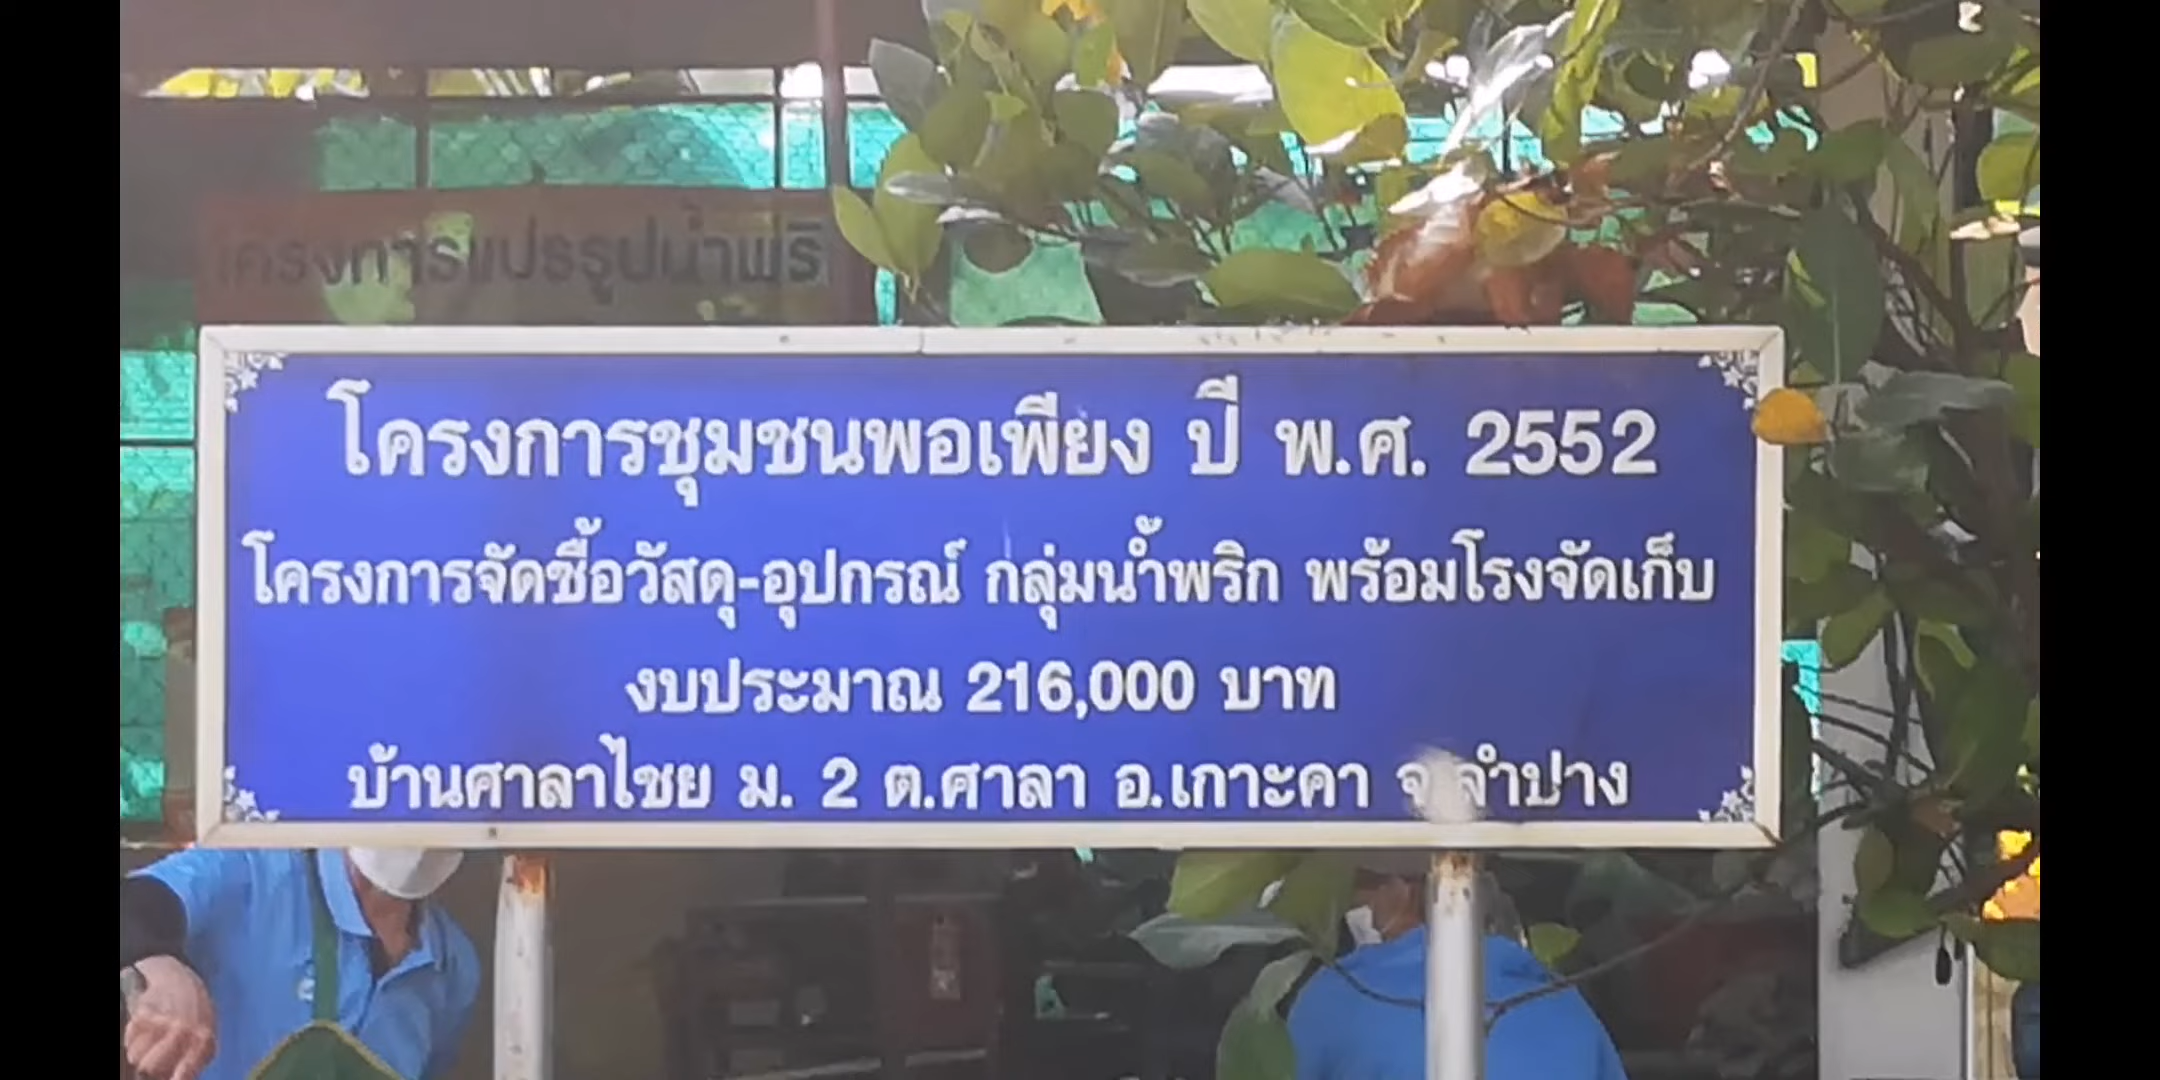 โครงการแปรรูปน้ำพริ
โครงการชุมชนพอเพียง ปี พ.ศ. 2552
โครงการจัดซื้อวัสดุ-อุปกรณ์ กลุ่มน้ำพริก พร้อมโรงจัดเก็บ
งบประมาณ 216,000 บาท
บ้านศาลาไชย ม. 2 ต.ศาลา อ.เกาะคา จ.ลำปาง